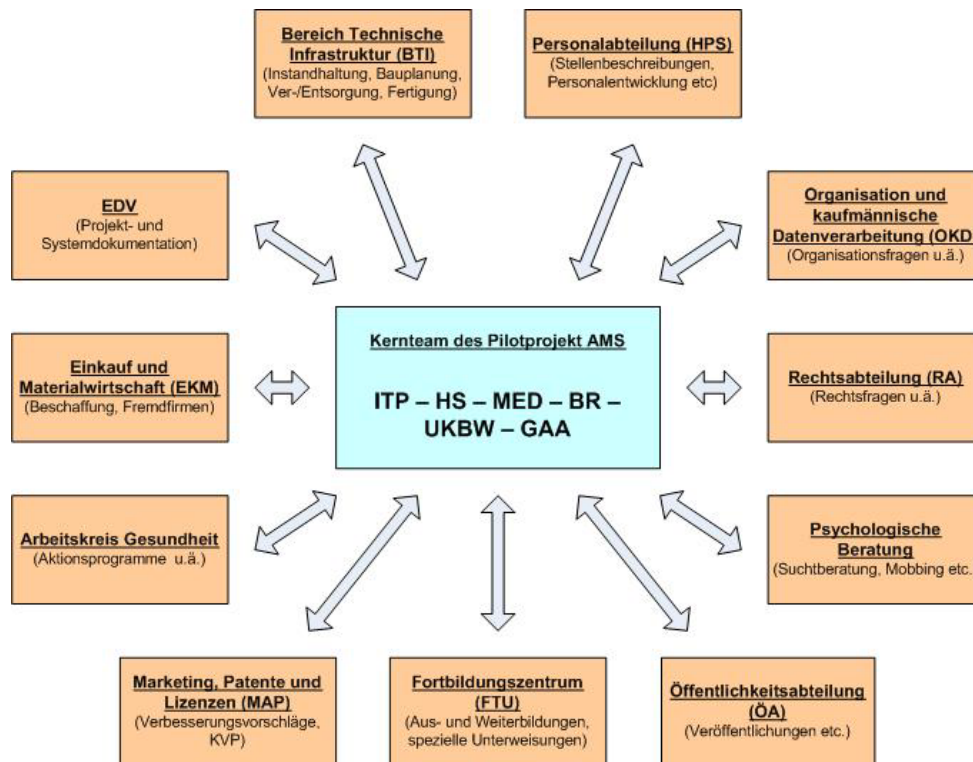 Bereich Technische
Infrastruktur (BTI)
(Instandhaltung, Bauplanung,
Ver-/Entsorgung, Fertigung)
Personalabteilung (HPS)
(Stellenbeschreibungen,
Personalentwicklung etc)
EDV
(Projekt- und
Systemdokumentation)
Organisation und
kaufmännische
Datenverarbeitung (OKD)
(Organisationsfragen u.ä.)
Einkauf und
Materialwirtschaft (EKM)
(Beschaffung, Fremdfirmen)
Kernteam des Pilotprojekt AMS
ITP – HS – MED – BR –
UKBW – GAA
Rechtsabteilung (RA)
(Rechtsfragen u.ä.)
Arbeitskreis Gesundheit
(Aktionsprogramme u.ä.)
Psychologische
Beratung
(Suchtberatung, Mobbing etc.)
Marketing, Patente und
Lizenzen (MAP)
(Verbesserungsvorschläge,
KVP)
Fortbildungszentrum
(FTU)
(Aus- und Weiterbildungen,
spezielle Unterweisungen)
Öffentlichkeitsabteilung
(ÖA)
(Veröffentlichungen etc.)